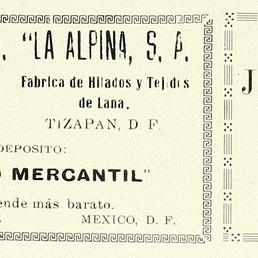 . "LA ALPINA, S. A.
Fabrica de Hilados y Tejidos
de Lana.
TIZAPAN, D. F.
DEPOSITO:
O MERCANTIL"
ende más barato.
MEXICO, D. F.
J